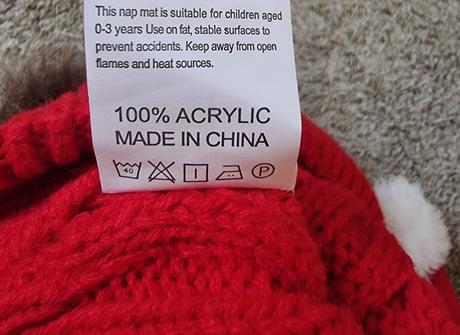 This nap mat is suitable for children aged
0-3 years Use on fat, stable surfaces to
prevent accidents. Keep away from open
flames and heat sources.
100% ACRYLIC
MADE IN CHINA
40 P